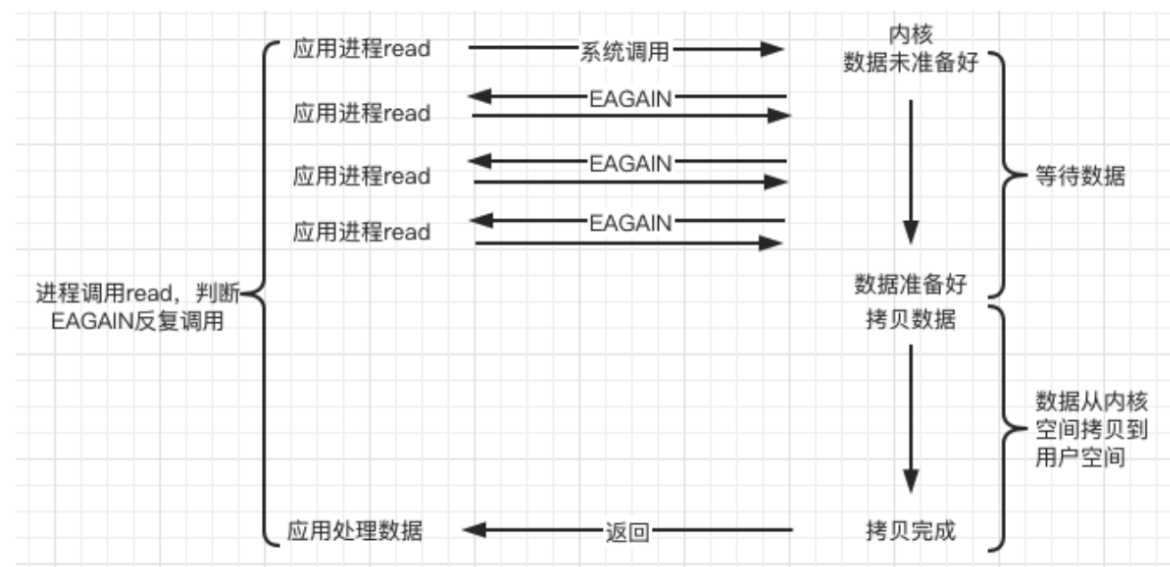 应用进程read
系统调用
内核
数据未准备好
EAGAIN
应用进程read
EAGAIN
应用进程read
等待数据
EAGAIN
应用进程read
数据准备好
进程调用read，判断
EAGAIN反复调用
拷贝数据
数据从内核
空间拷贝到
用户空间
应用处理数据
返回
拷贝完成